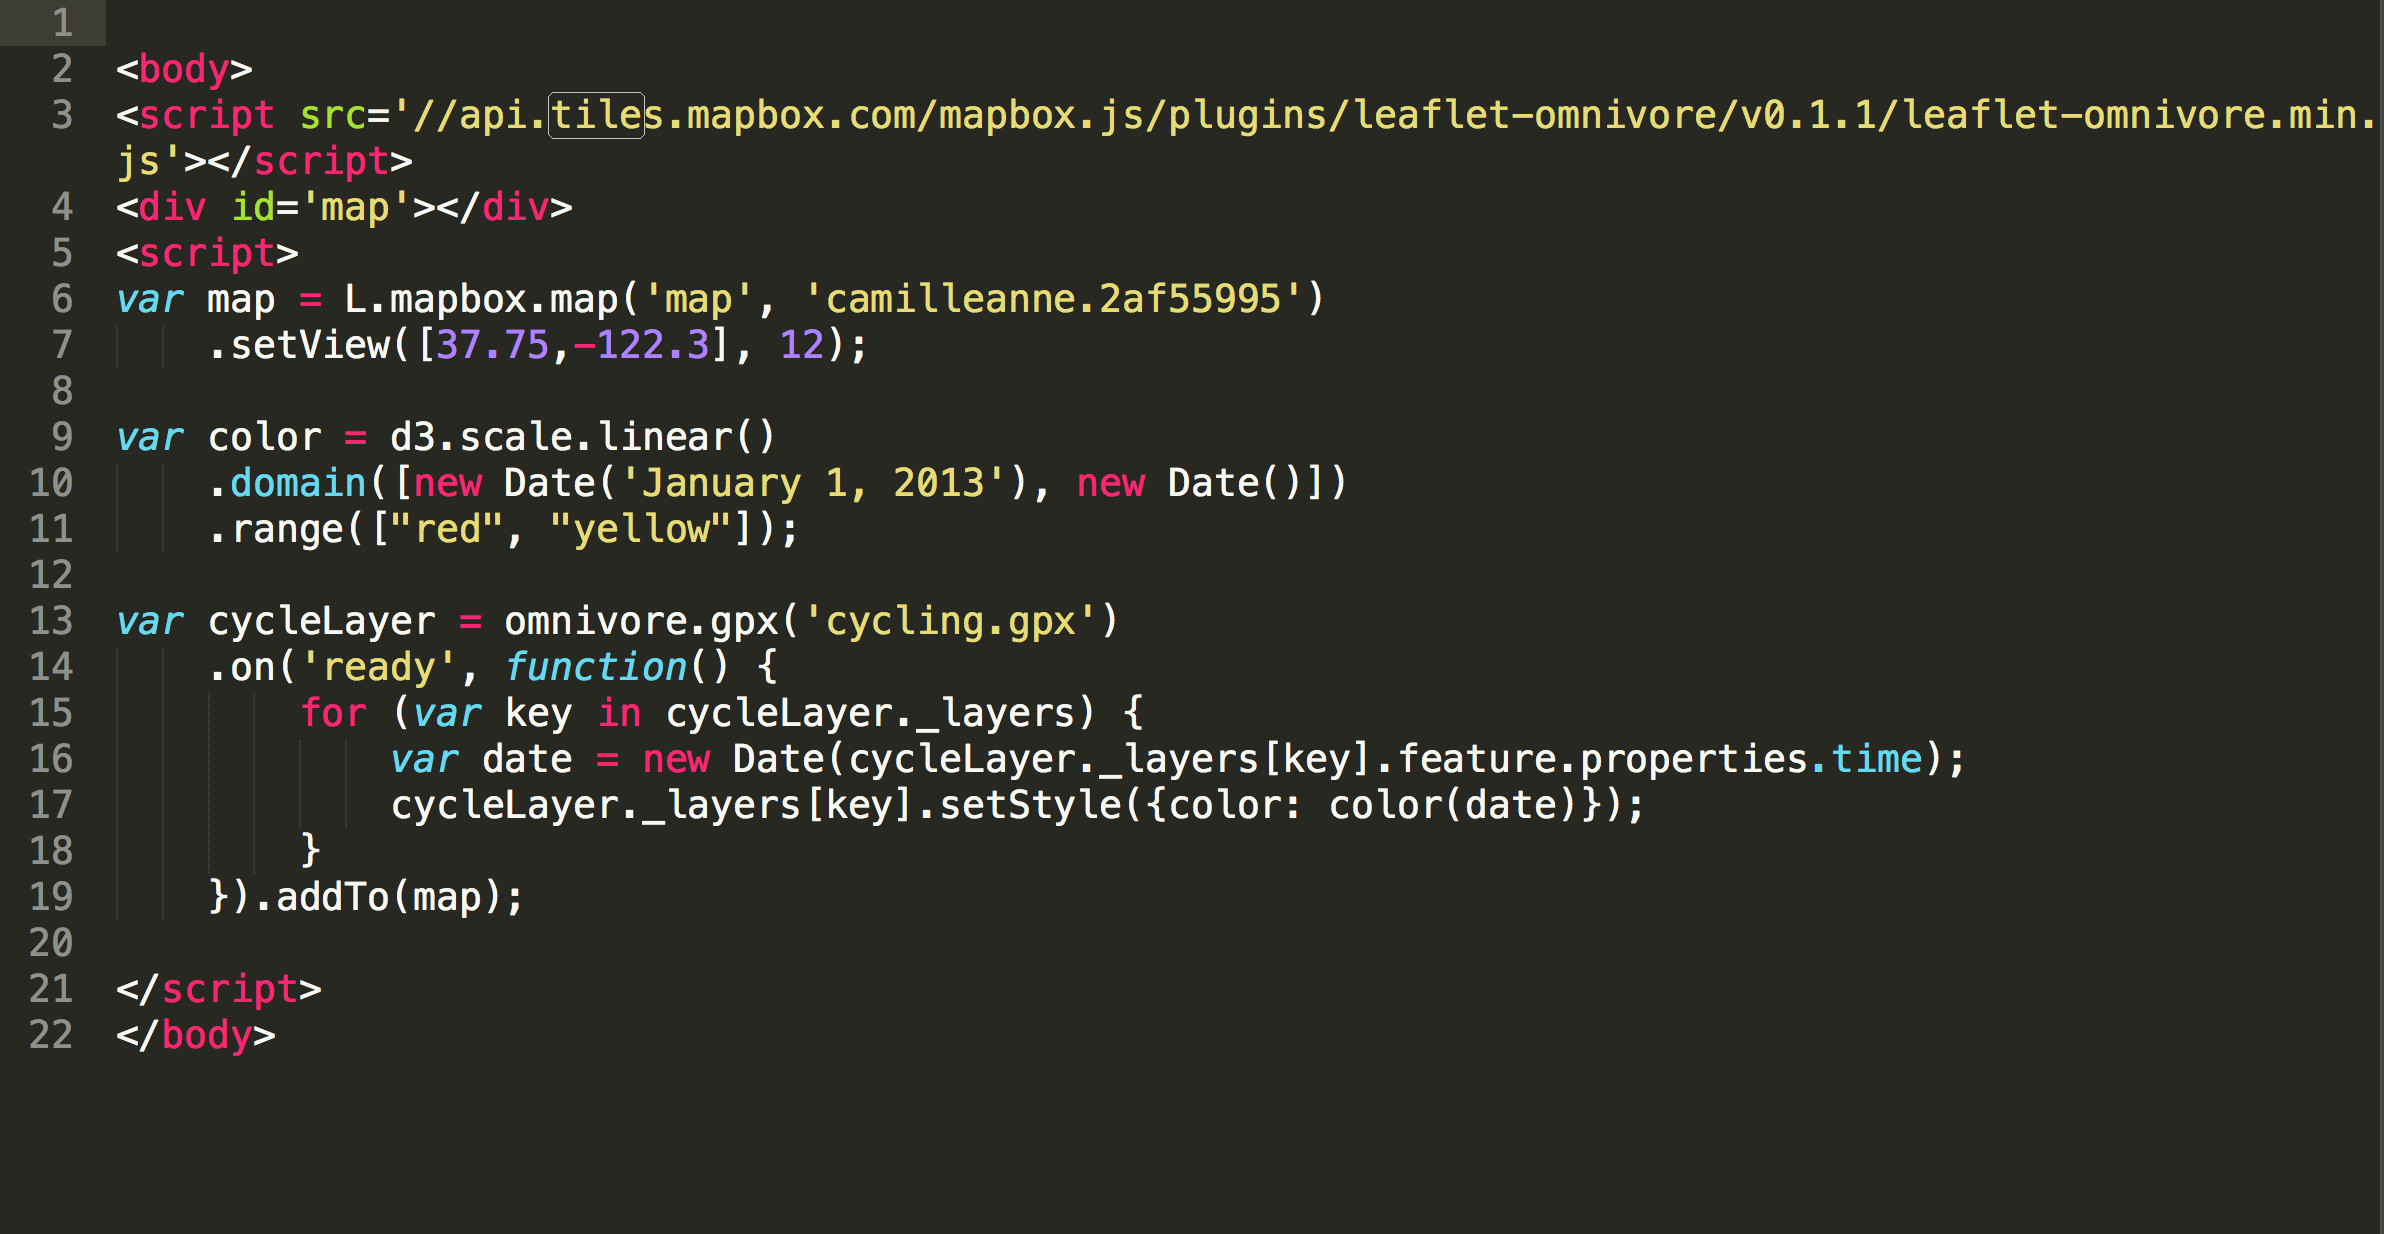 1
2 <body>
3 <script src='//api.tiles.mapbox.com/mapbox.js/plugins/leaflet-omnivore/v0.1.1/leaflet-omnivore.min.
js'></script>
4 <div id='map'></div>
5 <script>
6 var map = L.mapbox.map('map', 'camilleanne.2af55995')
7     .setView([37.75,-122.3], 12);
8
9 var color = d3.scale.linear()
10     .domain([new Date('January 1, 2013'), new Date()])
11     .range(["red", "yellow"]);
12
13 var cycleLayer = omnivore.gpx('cycling.gpx')
14     .on('ready', function() {
15         for (var key in cycleLayer._layers) {
16             var date = new Date(cycleLayer._layers[key].feature.properties.time);
17             cycleLayer._layers[key].setStyle({color: color(date)});
18         }
19     }).addTo(map);
20
21 </script>
22 </body>